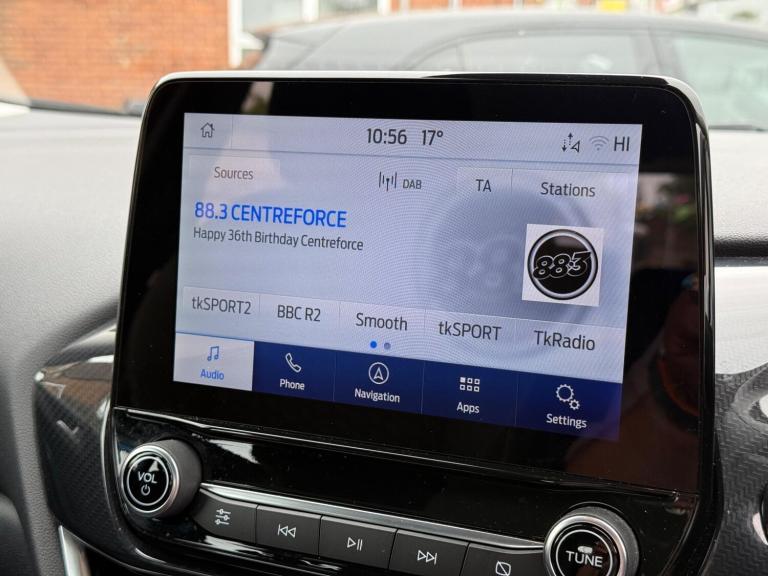 10:56 17° HI
Sources DAB TA Stations
88.3 CENTREFORCE
Happy 36th Birthday Centreforce
883
tkSPORT2 BBC R2 Smooth tkSPORT TkRadio
Audio Phone Navigation Apps Settings
VOL
TUNE